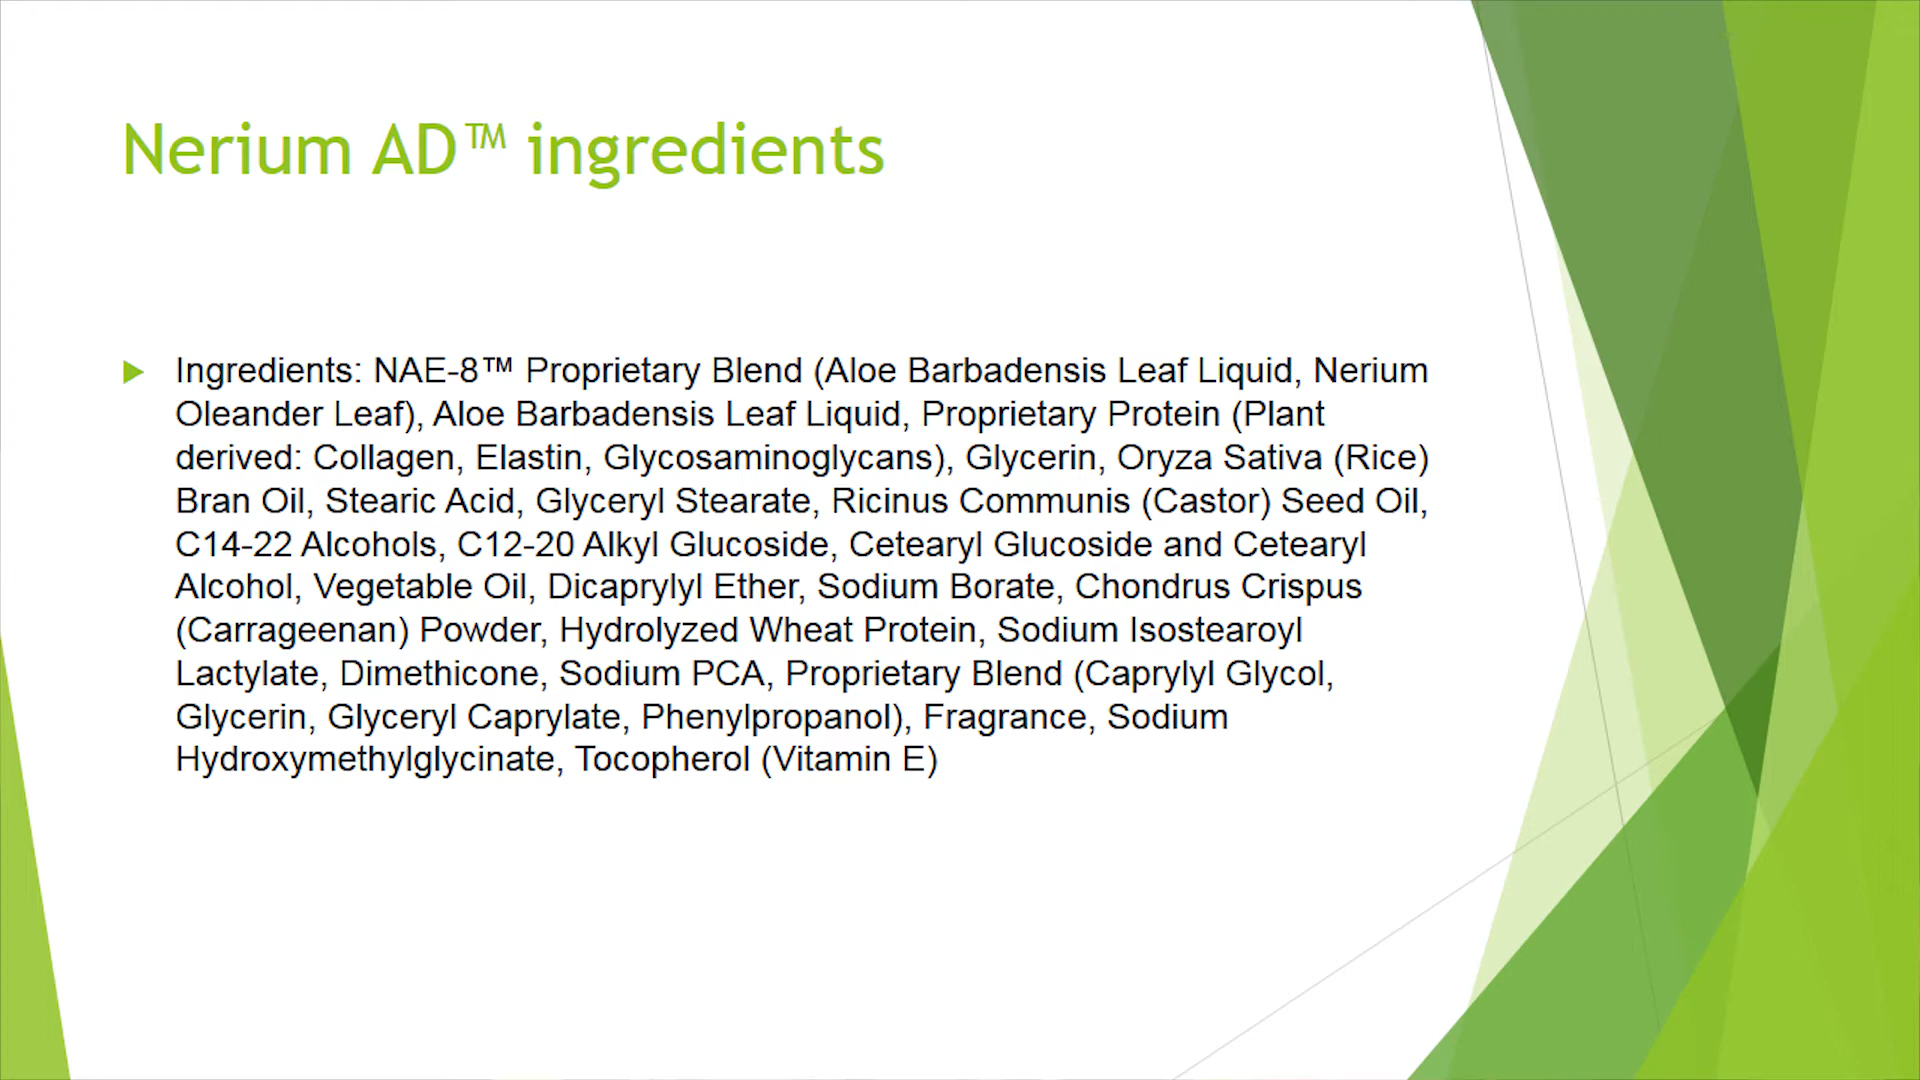 Nerium AD™ ingredients
Ingredients: NAE-8™ Proprietary Blend (Aloe Barbadensis Leaf Liquid, Nerium
Oleander Leaf), Aloe Barbadensis Leaf Liquid, Proprietary Protein (Plant
derived: Collagen, Elastin, Glycosaminoglycans), Glycerin, Oryza Sativa (Rice)
Bran Oil, Stearic Acid, Glyceryl Stearate, Ricinus Communis (Castor) Seed Oil,
C14-22 Alcohols, C12-20 Alkyl Glucoside, Cetearyl Glucoside and Cetearyl
Alcohol, Vegetable Oil, Dicaprylyl Ether, Sodium Borate, Chondrus Crispus
(Carrageenan) Powder, Hydrolyzed Wheat Protein, Sodium Isostearoyl
Lactylate, Dimethicone, Sodium PCA, Proprietary Blend (Caprylyl Glycol,
Glycerin, Glyceryl Caprylate, Phenylpropanol), Fragrance, Sodium
Hydroxymethylglycinate, Tocopherol (Vitamin E)